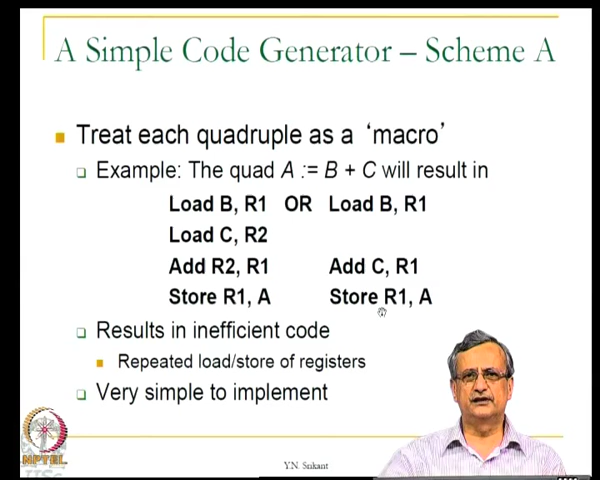 A Simple Code Generator – Scheme A
Treat each quadruple as a ‘macro’
Example: The quad A := B + C will result in
Load B, R1 OR Load B, R1
Load C, R2
Add R2, R1 Add C, R1
Store R1, A Store R1, A
Results in inefficient code
Repeated load/store of registers
Very simple to implement
NPTEL
Y.N. Srikant